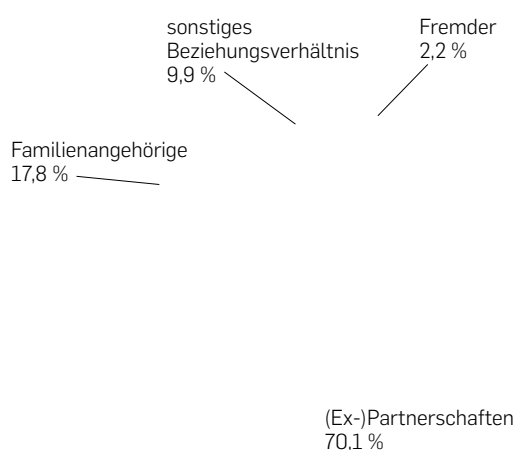 sonstiges
Beziehungsverhältnis
9,9 %
Fremder
2,2 %
Familienangehörige
17,8 %
(Ex-)Partnerschaften
70,1 %